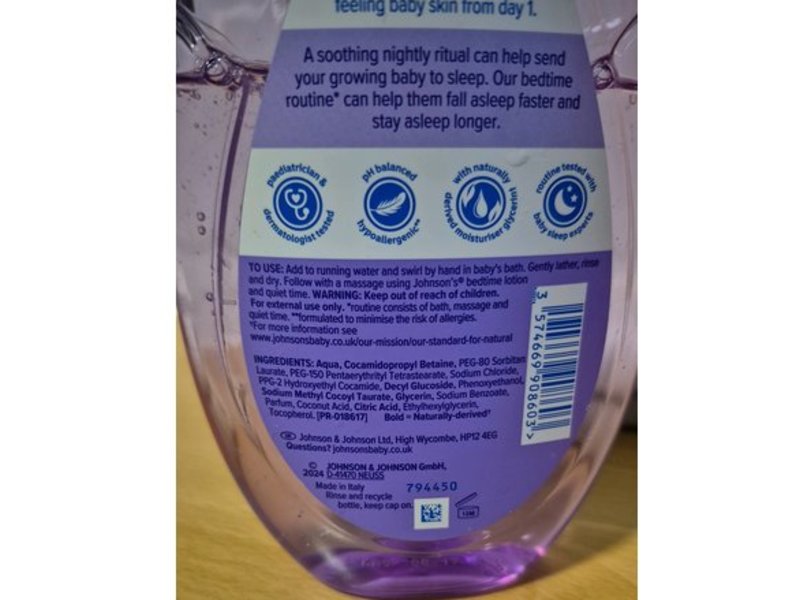 feeling baby skin from day 1.
A soothing nightly ritual can help send
your growing baby to sleep. Our bedtime
routine* can help them fall asleep faster and
stay asleep longer.
paediatrician &
dermatologist tested
pH balanced
hypoallergenic**
with naturally
derived moisturiser glycerin†
routine tested with
baby sleep experts
TO USE: Add to running water and swirl by hand in baby's bath. Gently lather, rinse
and dry. Follow with a massage using Johnson's® bedtime lotion
and quiet time. WARNING: Keep out of reach of children.
For external use only. *routine consists of bath, massage and
quiet time. **formulated to minimise the risk of allergies.
For more information see
www.johnsonsbaby.co.uk/our-mission/our-standard-for-natural
INGREDIENTS: Aqua, Cocamidopropyl Betaine, PEG-80 Sorbitan
Laurate, PEG-150 Pentaerythrityl Tetrastearate, Sodium Chloride,
PPG-2 Hydroxyethyl Cocamide, Decyl Glucoside, Phenoxyethanol,
Sodium Methyl Cocoyl Taurate, Glycerin, Sodium Benzoate,
Parfum, Coconut Acid, Citric Acid, Ethylhexylglycerin,
Tocopherol. [PR-018617] Bold = Naturally-derived†
GB Johnson & Johnson Ltd, High Wycombe, HP12 4EG
Questions? johnsonsbaby.co.uk
© JOHNSON & JOHNSON GmbH,
2024 D-41470 NEUSS
Made in Italy
Rinse and recycle
bottle, keep cap on.
794450
12M
3 574669 908603 >